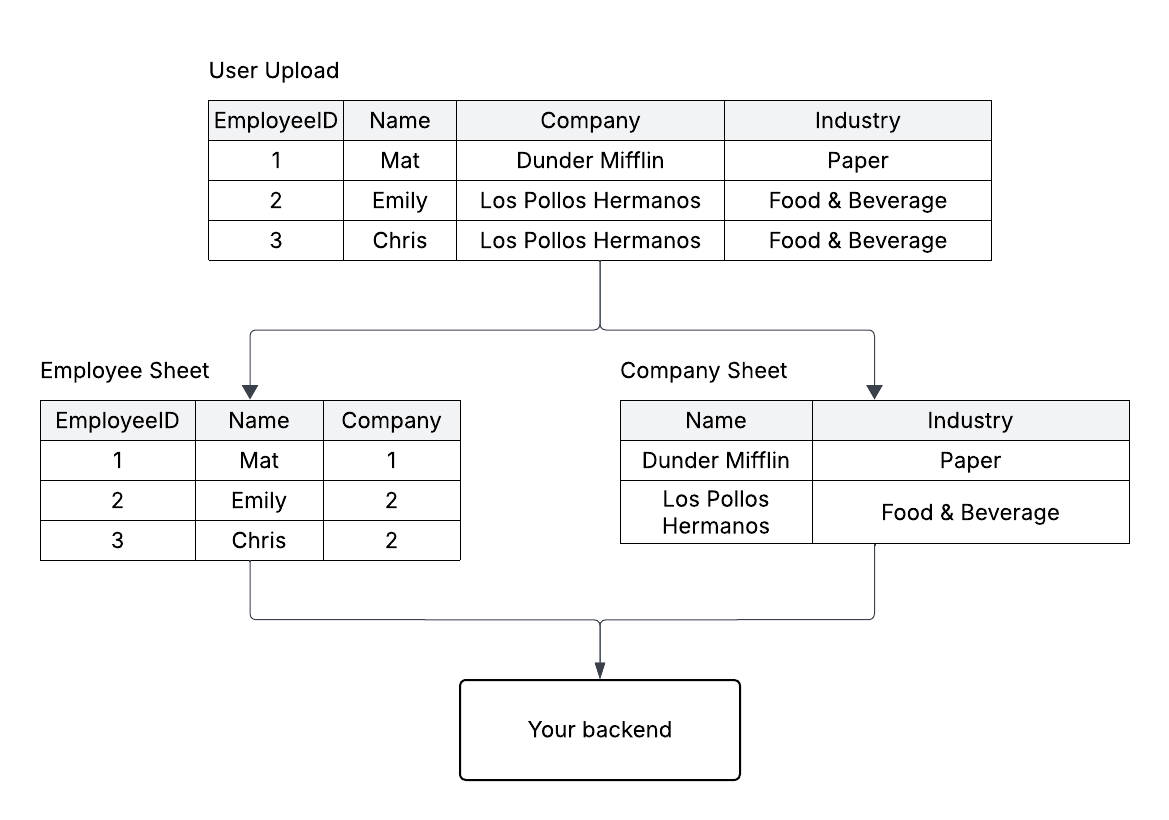 User Upload
EmployeeID Name Company Industry
1 Mat Dunder Mifflin Paper
2 Emily Los Pollos Hermanos Food & Beverage
3 Chris Los Pollos Hermanos Food & Beverage
Employee Sheet
EmployeeID Name Company
1 Mat 1
2 Emily 2
3 Chris 2
Company Sheet
Name Industry
Dunder Mifflin Paper
Los Pollos
Hermanos
Food & Beverage
Your backend